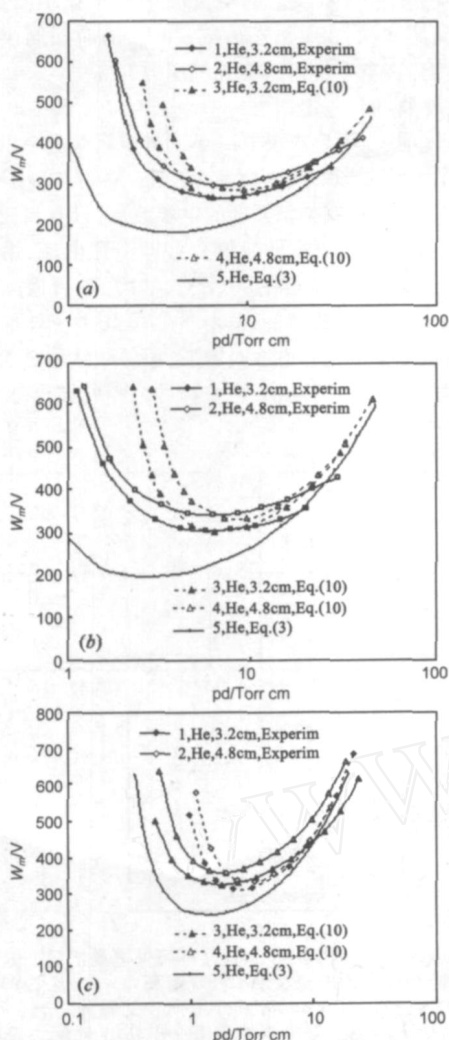 700
600
500
400
300
200
100
0
W_m/V
1,He,3.2cm,Experim
2,He,4.8cm,Experim
3,He,3.2cm,Eq.(10)
4,He,4.8cm,Eq.(10)
5,He,Eq.(3)
(a)
1
10
100
pd/Torr cm
700
600
500
400
300
200
100
0
W_m/V
1,He,3.2cm,Experim
2,He,4.8cm,Experim
3,He,3.2cm,Eq.(10)
4,He,4.8cm,Eq.(10)
5,He,Eq.(3)
(b)
1
10
100
pd/Torr cm
800
700
600
500
400
300
200
100
0
W_m/V
1,He,3.2cm,Experim
2,He,4.8cm,Experim
3,He,3.2cm,Eq.(10)
4,He,4.8cm,Eq.(10)
5,He,Eq.(3)
(c)
0.1
1
10
100
pd/Torr cm